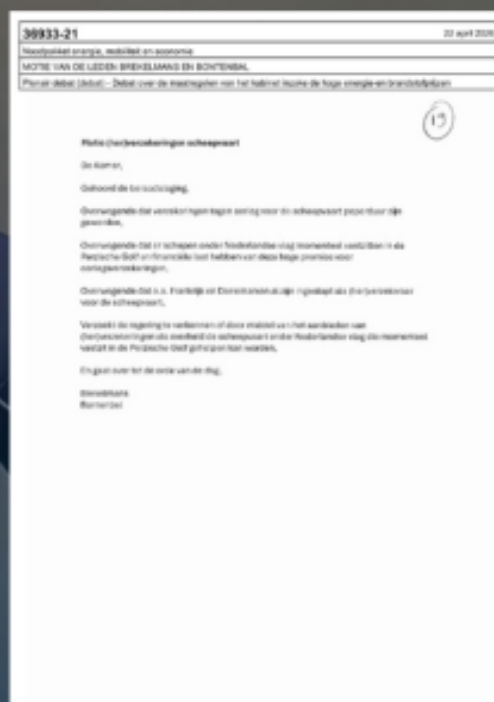 36933-21 22 april 2026
Noodpakket energie, mobiliteit en economie
MOTIE VAN DE LEDEN BREKELMANS EN BONTENBAL
Plenair debat (debat) - Debat over de maatregelen van het kabinet inzake de hoge energie-en brandstofprijzen
13
Motie (her)verzekeringen scheepvaart
De Kamer,
Gehoord de beraadslaging,
Overwegende dat verzekeringen tegen oorlog voor de scheepvaart peperduur zijn
geworden,
Overwegende dat er schepen onder Nederlandse vlag momenteel vastzitten in de
Perzische Golf en financiële last hebben van deze hoge premies voor
oorlogsverzekeringen,
Overwegende dat o.a. Frankrijk en Denemarken al zijn ingestapt als (her)verzekeraar
voor de scheepvaart,
Verzoekt de regering te verkennen of door middel van het aanbieden van
(her)verzekeringen als overheid de scheepvaart onder Nederlandse vlag die momenteel
vastzit in de Perzische Golf geholpen kan worden,
En gaat over tot de orde van de dag,
Brekelmans
Bontenbal